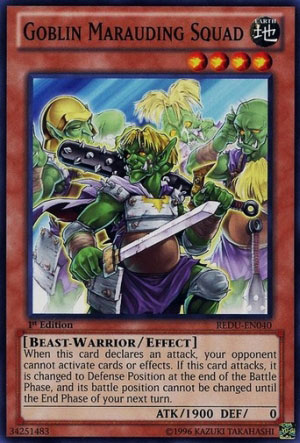 GOBLIN MARAUDING SQUAD
EARTH
地
1st Edition
REDU-EN040
[BEAST-WARRIOR/EFFECT]
When this card declares an attack, your opponent
cannot activate cards or effects. If this card attacks, it
is changed to Defense Position at the end of the Battle
Phase, and its battle position cannot be changed until
the End Phase of your next turn.
ATK/1900 DEF/ 0
34251483
©1996 KAZUKI TAKAHASHI